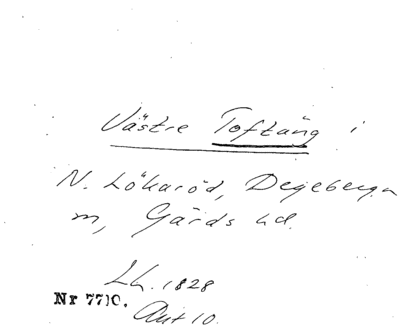 Västre Toftäng i
N. Lökaröd, Degeberga
m, Gärds hd.
Lh. 1828
Nr 7710.
Akt 10.